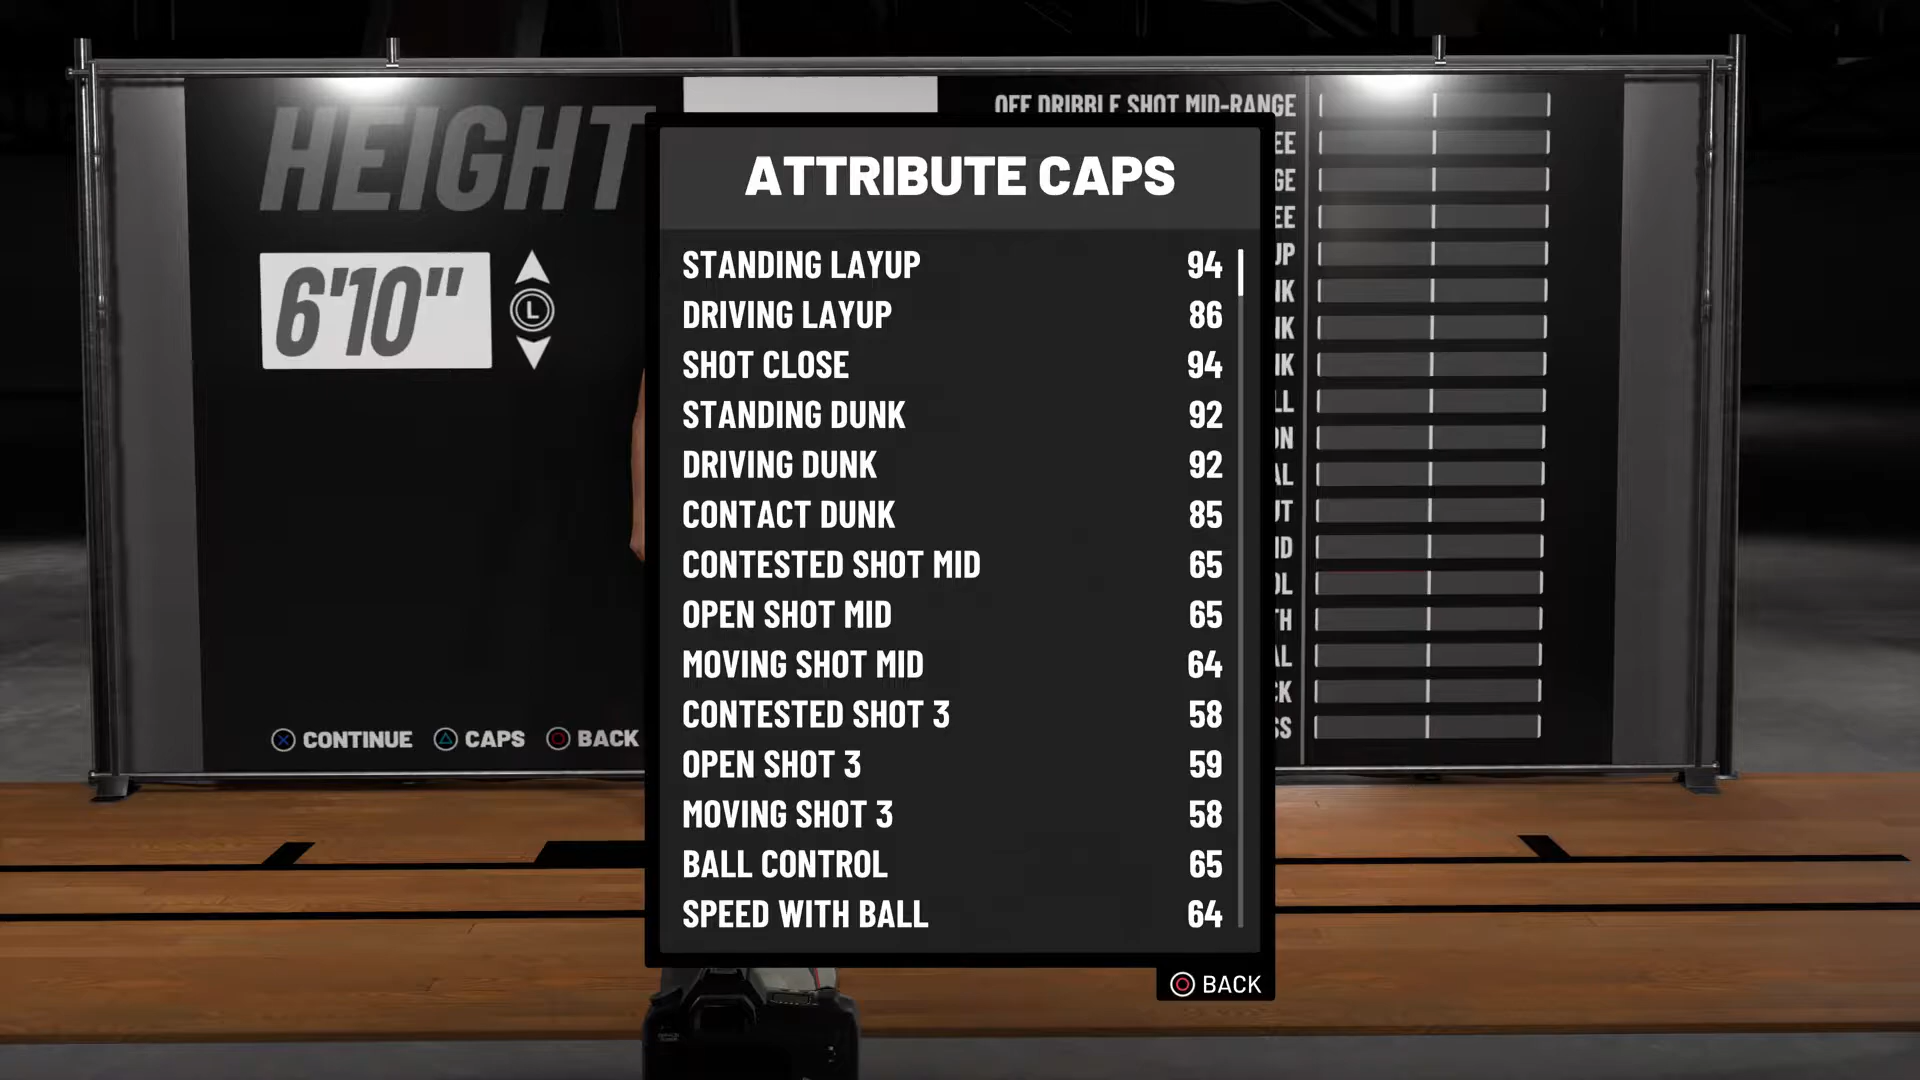 HEIGHT
6'10"
L
OFF DRIBBLE SHOT MID-RANGE
ATTRIBUTE CAPS
STANDING LAYUP 94
DRIVING LAYUP 86
SHOT CLOSE 94
STANDING DUNK 92
DRIVING DUNK 92
CONTACT DUNK 85
CONTESTED SHOT MID 65
OPEN SHOT MID 65
MOVING SHOT MID 64
CONTESTED SHOT 3 58
OPEN SHOT 3 59
MOVING SHOT 3 58
BALL CONTROL 65
SPEED WITH BALL 64
CONTINUE CAPS BACK
BACK